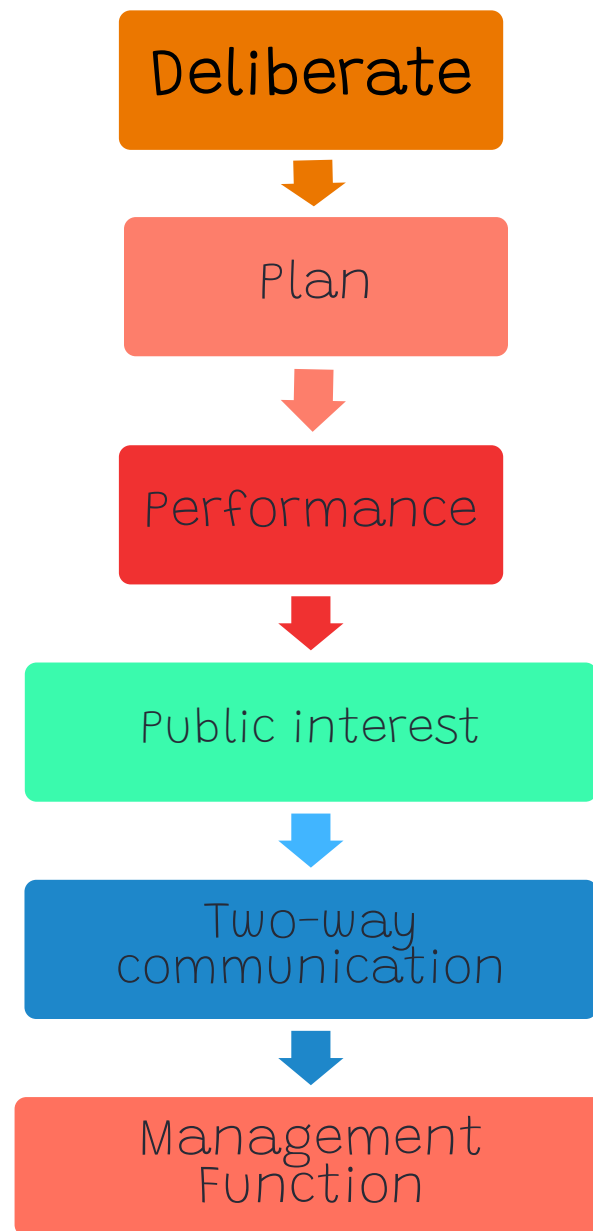 Deliberate
Plan
Performance
Public interest
Two-way
communication
Management
Function